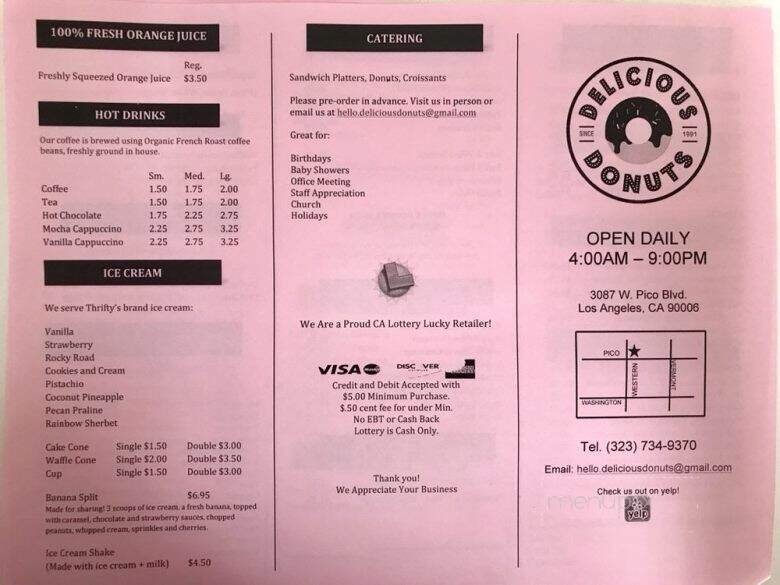 100% FRESH ORANGE JUICE
Reg.
Freshly Squeezed Orange Juice $3.50
HOT DRINKS
Our coffee is brewed using Organic French Roast coffee
beans, freshly ground in house.
Sm. Med. Lg.
Coffee 1.50 1.75 2.00
Tea 1.50 1.75 2.00
Hot Chocolate 1.75 2.25 2.75
Mocha Cappuccino 2.25 2.75 3.25
Vanilla Cappuccino 2.25 2.75 3.25
ICE CREAM
We serve Thrifty's brand ice cream:
Vanilla
Strawberry
Rocky Road
Cookies and Cream
Pistachio
Coconut Pineapple
Pecan Praline
Rainbow Sherbet
Cake Cone Single $1.50 Double $3.00
Waffle Cone Single $2.00 Double $3.50
Cup Single $1.50 Double $3.00
Banana Split $6.95
Made for sharing! 3 scoops of ice cream, a fresh banana, topped
with caramel, chocolate and strawberry sauces, chopped
peanuts, whipped cream, sprinkles and cherries.
Ice Cream Shake
(Made with ice cream + milk) $4.50
CATERING
Sandwich Platters, Donuts, Croissants
Please pre-order in advance. Visit us in person or
email us at hello.deliciousdonuts@gmail.com
Great for:
Birthdays
Baby Showers
Office Meeting
Staff Appreciation
Church
Holidays
We Are a Proud CA Lottery Lucky Retailer!
VISA DISC VER
Credit and Debit Accepted with
$5.00 Minimum Purchase.
$.50 cent fee for under Min.
No EBT or Cash Back
Lottery is Cash Only.
Thank you!
We Appreciate Your Business
DELICIOUS
SINCE 1991
DONUTS
OPEN DAILY
4:00AM – 9:00PM
3087 W. Pico Blvd.
Los Angeles, CA 90006
PICO
WESTERN
VERMONT
WASHINGTON
Tel. (323) 734-9370
Email: hello.deliciousdonuts@gmail.com
Check us out on yelp!
yelp